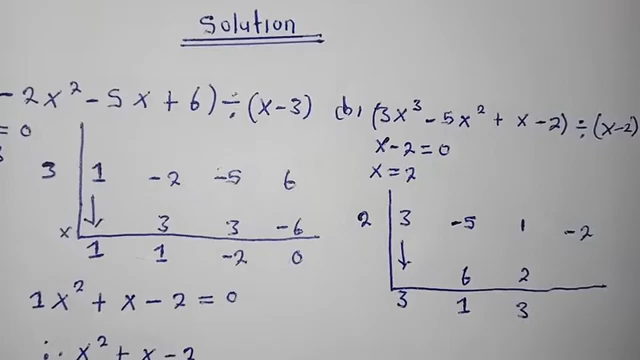 Solution
- 2x² - 5x + 6) ÷ (x-3)
= 0
3 1 -2 -5 6
x 3 3 -6
1 1 -2 0
1x² + x - 2 = 0
∴ x² + x - 2
(b), (3x³ - 5x² + x - 2) ÷ (x-2)
x - 2 = 0
x = 2
2 3 -5 1 -2
6 2
3 1 3